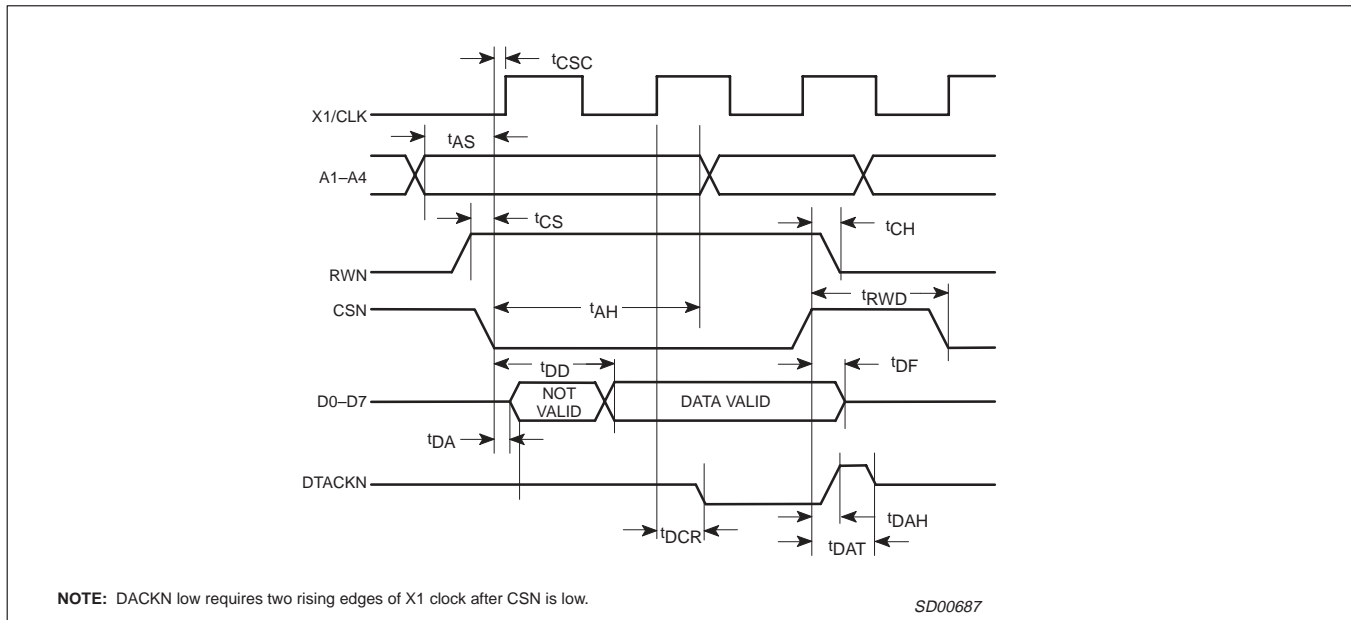 tCSC
X1/CLK
tAS
A1–A4
tCS
tCH
RWN
tRWD
CSN
tAH
tDD
tDF
NOT
VALID
DATA VALID
D0–D7
tDA
DTACKN
tDCR
tDAH
tDAT
NOTE: DACKN low requires two rising edges of X1 clock after CSN is low.
SD00687